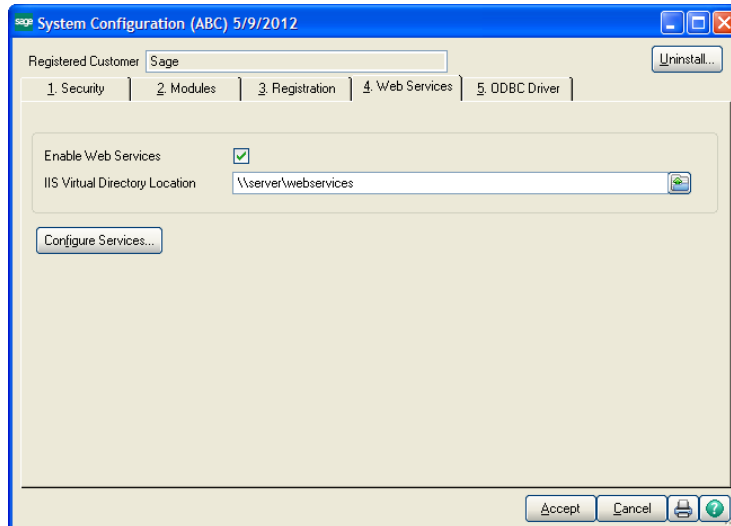 sage System Configuration (ABC) 5/9/2012
Registered Customer Sage Uninstall...
1. Security 2. Modules 3. Registration 4. Web Services 5. ODBC Driver
Enable Web Services
IIS Virtual Directory Location \\server\webservices
Configure Services...
Accept Cancel ?